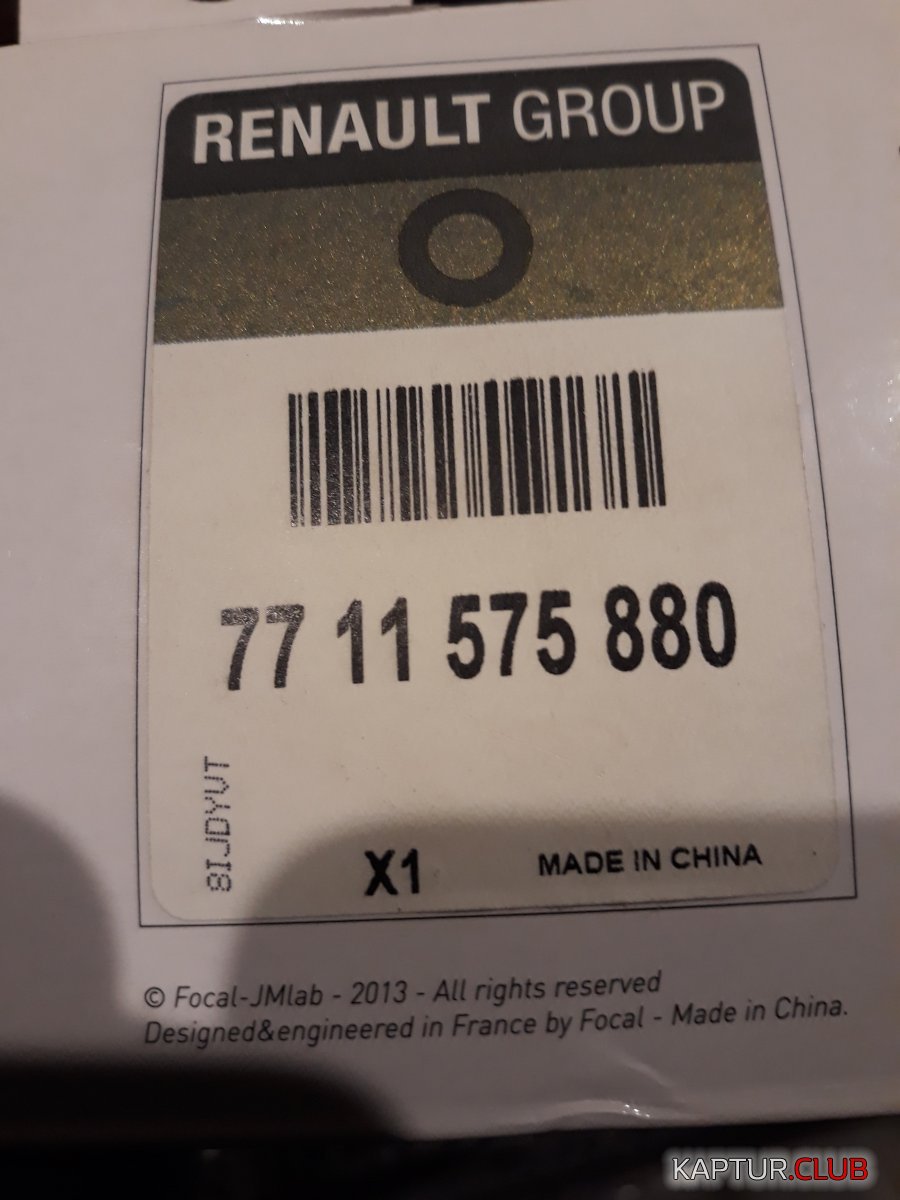 RENAULT GROUP
77 11 575 880
8IJDYVT
X1
MADE IN CHINA
© Focal-JMlab - 2013 - All rights reserved
Designed&engineered in France by Focal - Made in China.
KAPTUR.CLUB